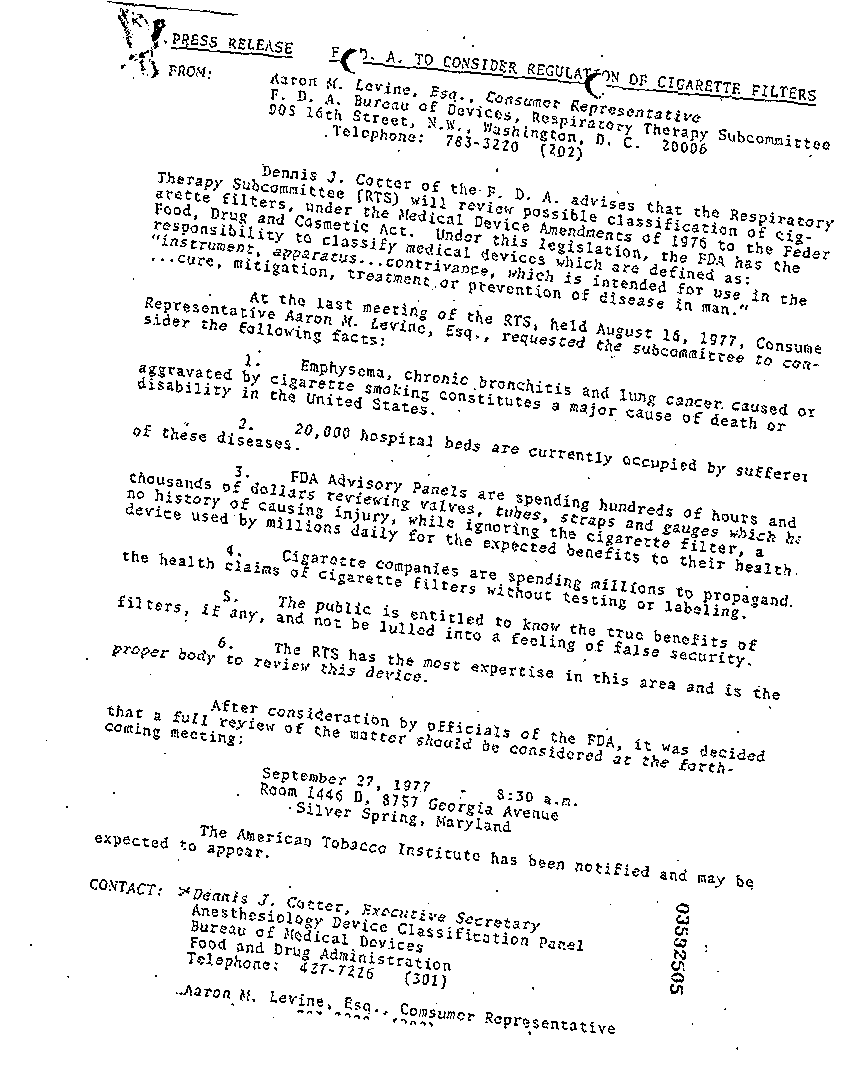 PRESS RELEASE F. D. A. TO CONSIDER REGULATION OF CIGARETTE FILTERS
FROM: Aaron M. Levine, Esq., Consumer Representative
F. D. A. Bureau of Devices, Respiratory Therapy Subcommittee
905 16th Street, N.W., Washington, D. C. 20006
Telephone: 783-3220 (202)
Dennis J. Cotter of the F. D. A. advises that the Respiratory
Therapy Subcommittee (RTS) will review possible classification of cig-
arette filters, under the Medical Device Amendments of 1976 to the Feder
Food, Drug and Cosmetic Act. Under this legislation, the FDA has the
responsibility to classify medical devices which are defined as:
"instrument, apparatus...contrivance, which is intended for use in the
...cure, mitigation, treatment or prevention of disease in man."
At the last meeting of the RTS, held August 16, 1977, Consume
Representative Aaron M. Levine, Esq., requested the subcommittee to con-
sider the following facts:
1. Emphysema, chronic bronchitis and lung cancer caused or
aggravated by cigarette smoking constitutes a major cause of death or
disability in the United States.
2. 20,000 hospital beds are currently occupied by sufferer
of these diseases.
3. FDA Advisory Panels are spending hundreds of hours and
thousands of dollars reviewing valves, tubes, straps and gauges which ha
no history of causing injury, while ignoring the cigarette filter, a
device used by millions daily for the expected benefits to their health.
4. Cigarette companies are spending millions to propagand.
the health claims of cigarette filters without testing or labeling.
5. The public is entitled to know the true benefits of
filters, if any, and not be lulled into a feeling of false security.
6. The RTS has the most expertise in this area and is the
proper body to review this device.
After consideration by officials of the FDA, it was decided
that a full review of the matter should be considered at the forth-
coming meeting:
September 27, 1977 - 8:30 a.m.
Room 1446 D, 8757 Georgia Avenue
Silver Spring, Maryland
The American Tobacco Institute has been notified and may be
expected to appear.
CONTACT: *Dennis J. Cotter, Executive Secretary
Anesthesiology Device Classification Panel
Bureau of Medical Devices
Food and Drug Administration
Telephone: 427-7226 (301)
Aaron M. Levine, Esq., Comsumer Representative
03592505